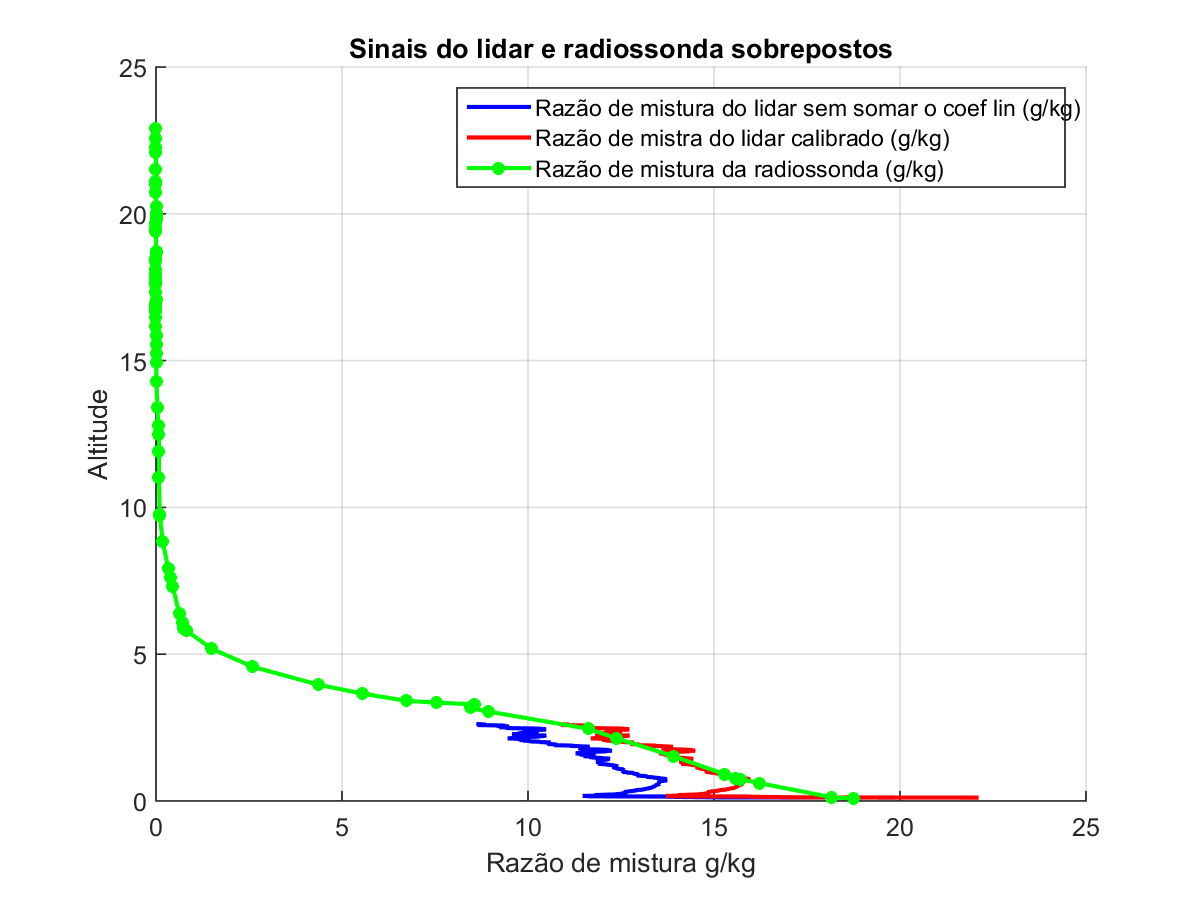 Sinais do lidar e radiossonda sobrepostos
25
Razão de mistura do lidar sem somar o coef lin (g/kg)
Razão de mistra do lidar calibrado (g/kg)
Razão de mistura da radiossonda (g/kg)
20
15
Altitude
10
5
0
0 5 10 15 20 25
Razão de mistura g/kg